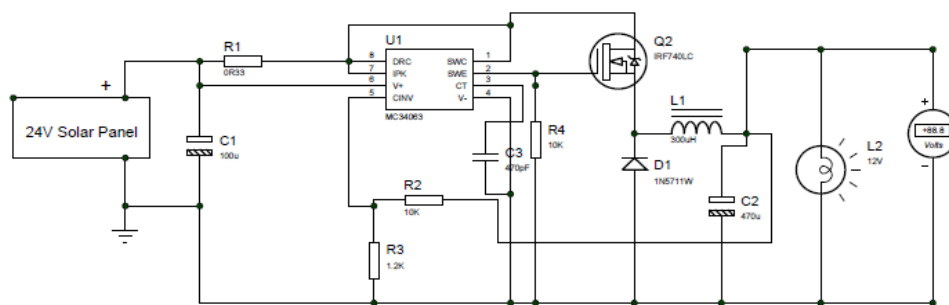 24V Solar Panel
+
R1
0R33
C1
100u
U1
8
7
6
5
DRC
IPK
V+
CINV
SWC
SWE
CT
V-
1
2
3
4
MC34063
C3
470pF
R4
10K
R2
10K
R3
1.2K
Q2
IRF740LC
L1
300uH
D1
1N5711W
C2
470u
L2
12V
+
+88.8
Volts
-